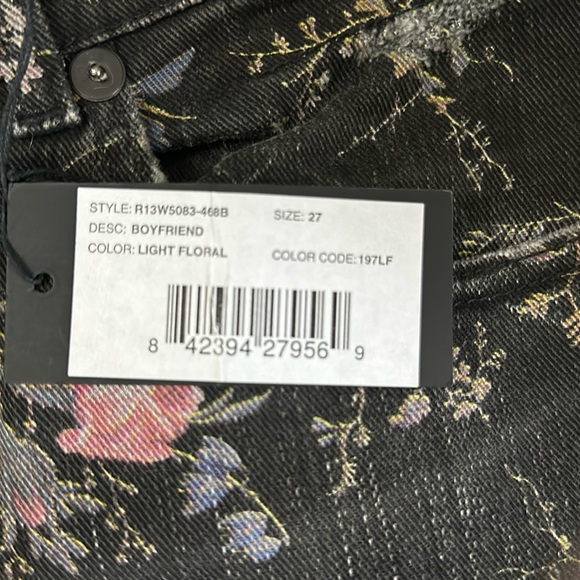 STYLE: R13W5083-468B SIZE: 27
DESC: BOYFRIEND
COLOR: LIGHT FLORAL COLOR CODE: 197LF
8 42394 27956 9